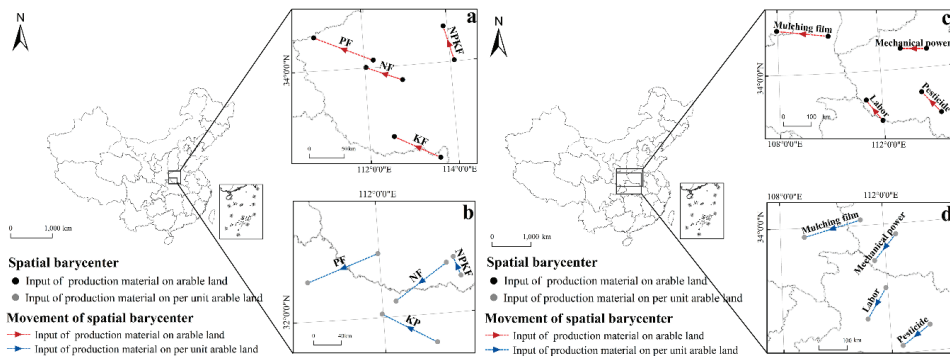 N
0 1,000 km
Spatial barycenter
Input of production material on arable land
Input of production material on per unit arable land
Movement of spatial barycenter
Input of production material on arable land
Input of production material on per unit arable land
a
PF
NF
NPKF
KF
34°0'0"N
112°0'0"E
114°0'0"E
b
112°0'0"E
PF
NF
NPKF
KP
32°0'0"N
N
0 1,000 km
Spatial barycenter
Input of production material on arable land
Input of production material on per unit arable land
Movement of spatial barycenter
Input of production material on arable land
Input of production material on per unit arable land
c
Mulching film
Mechanical power
Labor
Pesticide
34°0'0"N
0 100 km
108°0'0"E
112°0'0"E
d
108°0'0"E
112°0'0"E
34°0'0"N
Mulching film
Mechanical power
Labor
Pesticide
100 km